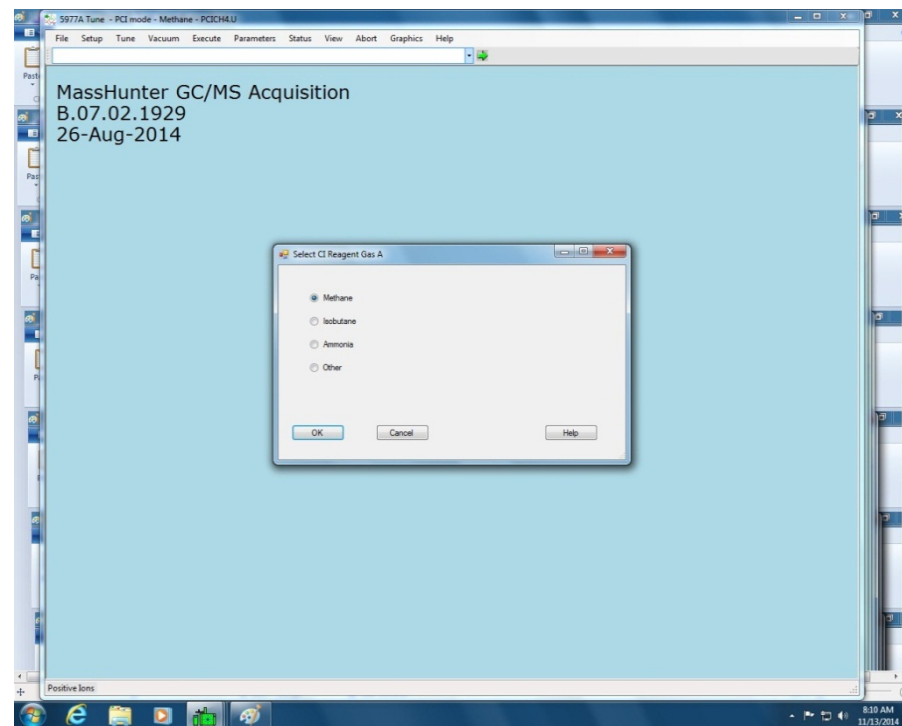 5977A Tune - PCI mode - Methane - PCICH4.U
File Setup Tune Vacuum Execute Parameters Status View Abort Graphics Help
Paste
MassHunter GC/MS Acquisition
B.07.02.1929
26-Aug-2014
Select CI Reagent Gas A
Methane
Isobutane
Ammonia
Other
OK Cancel Help
Positive Ions
8:10 AM
11/13/2014